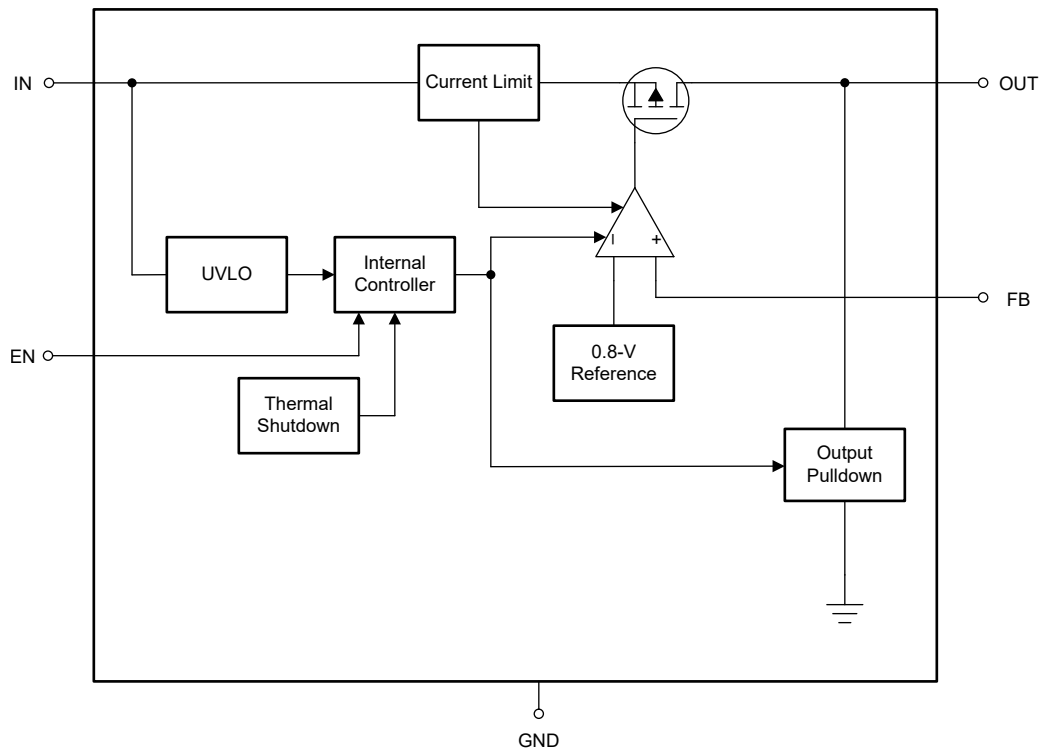 Current Limit
IN
OUT
− +
UVLO
Internal
Controller
FB
EN
0.8-V
Reference
Thermal
Shutdown
Output
Pulldown
GND